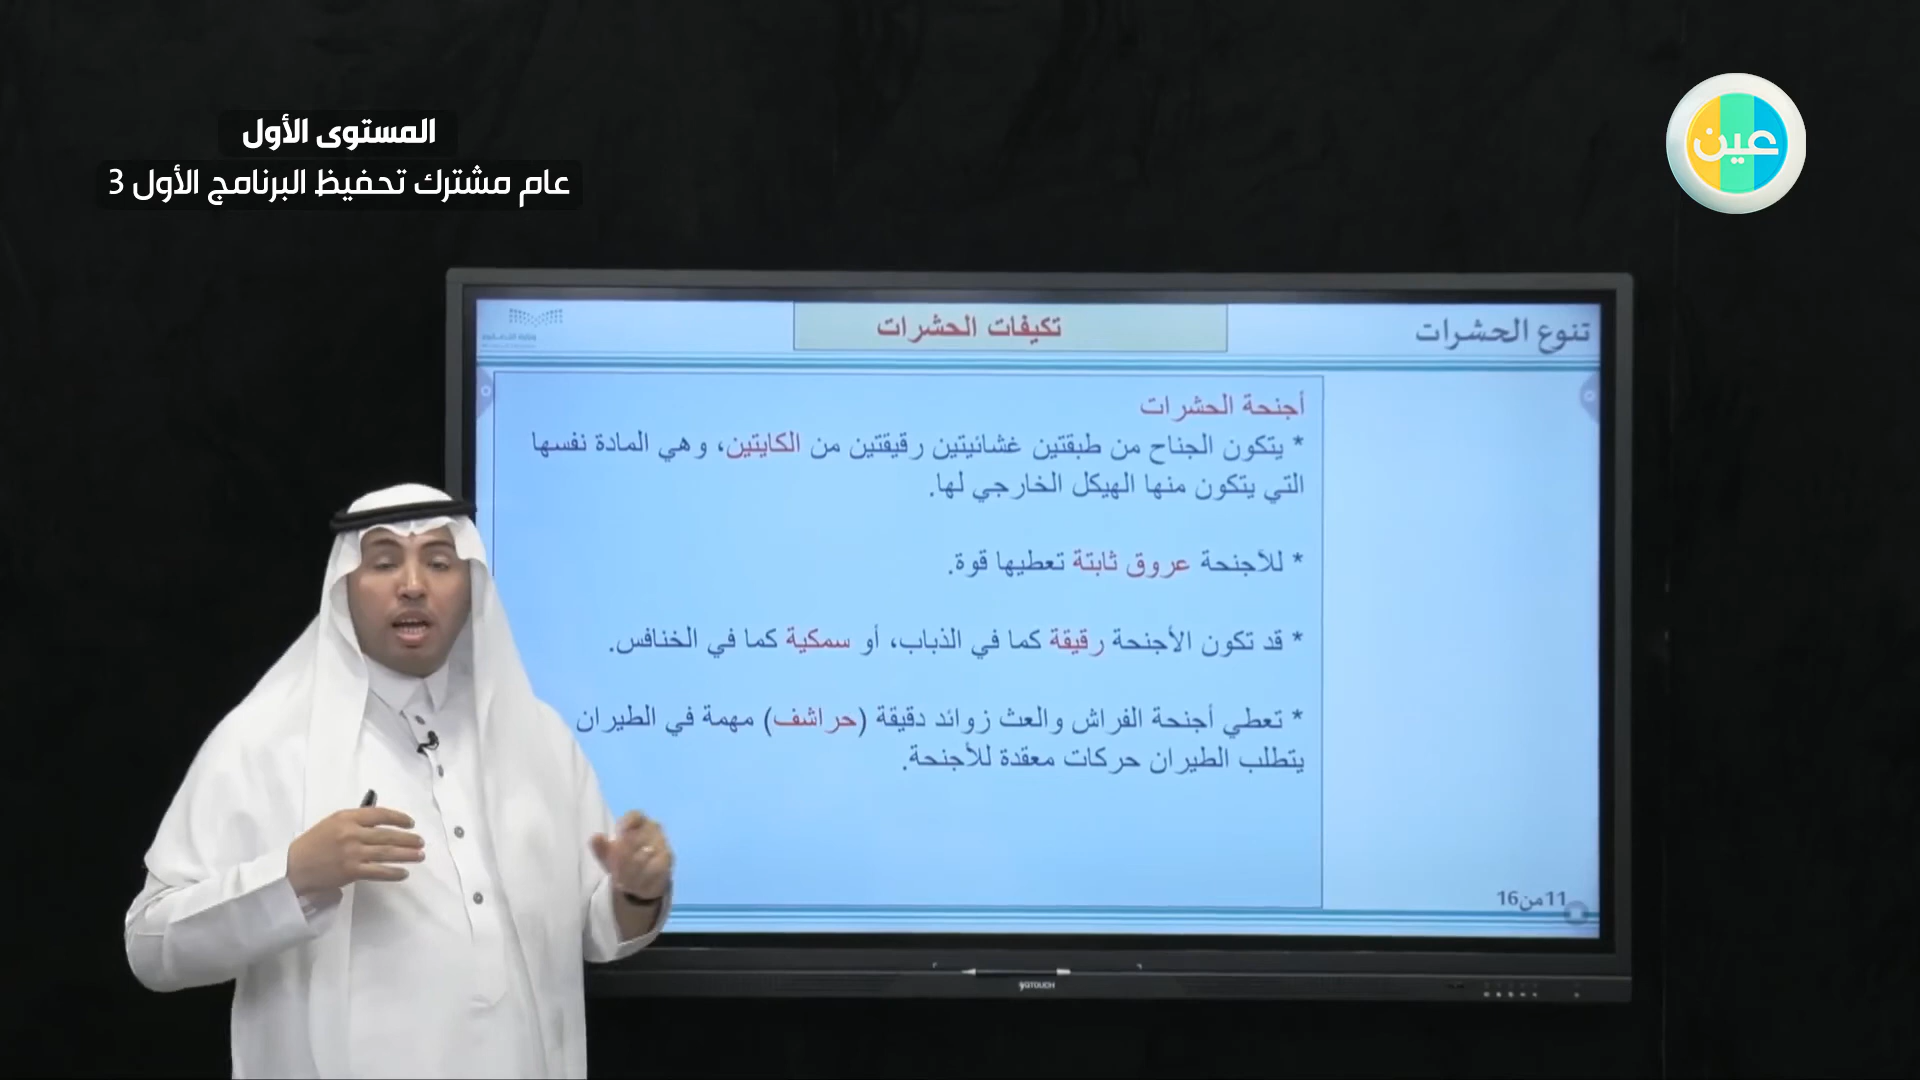 المستوى الأول
عام مشترك تحفيظ البرنامج الأول 3
عين
تنوع الحشرات
تكيفات الحشرات
أجنحة الحشرات
* يتكون الجناح من طبقتين غشائيتين رقيقتين من الكايتين، وهي المادة نفسها
التي يتكون منها الهيكل الخارجي لها.
* للأجنحة عروق ثابتة تعطيها قوة.
* قد تكون الأجنحة رقيقة كما في الذباب، أو سمكية كما في الخنافس.
* تعطي أجنحة الفراش والعث زوائد دقيقة (حراشف) مهمة في الطيران
يتطلب الطيران حركات معقدة للأجنحة.
11من16